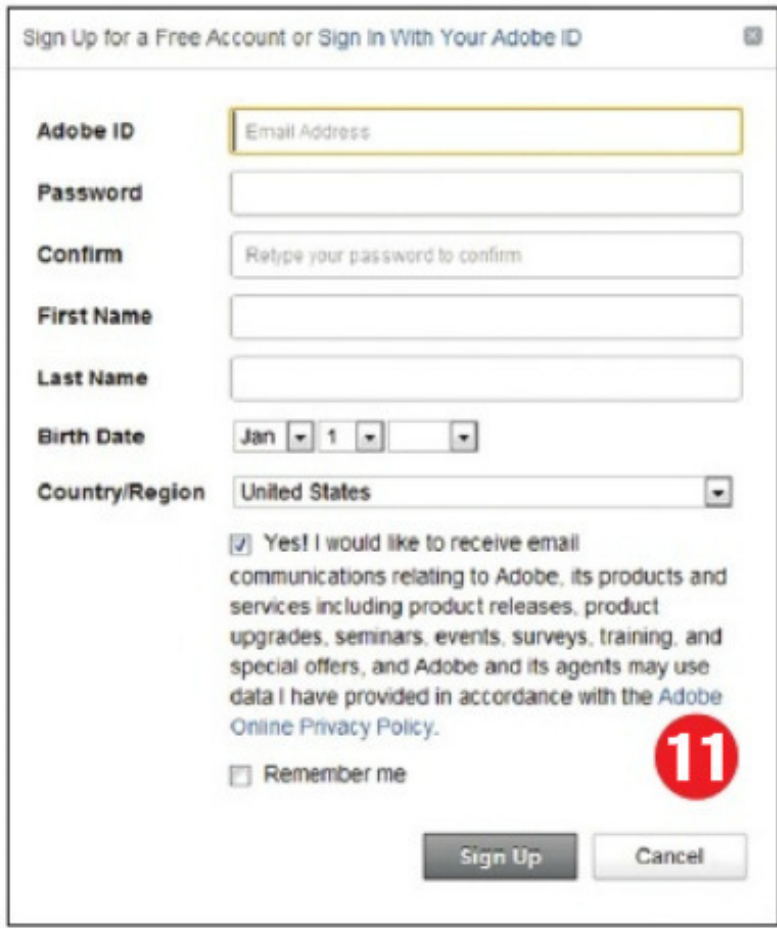 Sign Up for a Free Account or Sign In With Your Adobe ID
Adobe ID Email Address
Password
Confirm Retype your password to confirm
First Name
Last Name
Birth Date Jan 1
Country/Region United States
Yes! I would like to receive email
communications relating to Adobe, its products and
services including product releases, product
upgrades, seminars, events, surveys, training, and
special offers, and Adobe and its agents may use
data I have provided in accordance with the Adobe
Online Privacy Policy.
11
Remember me
Sign Up Cancel